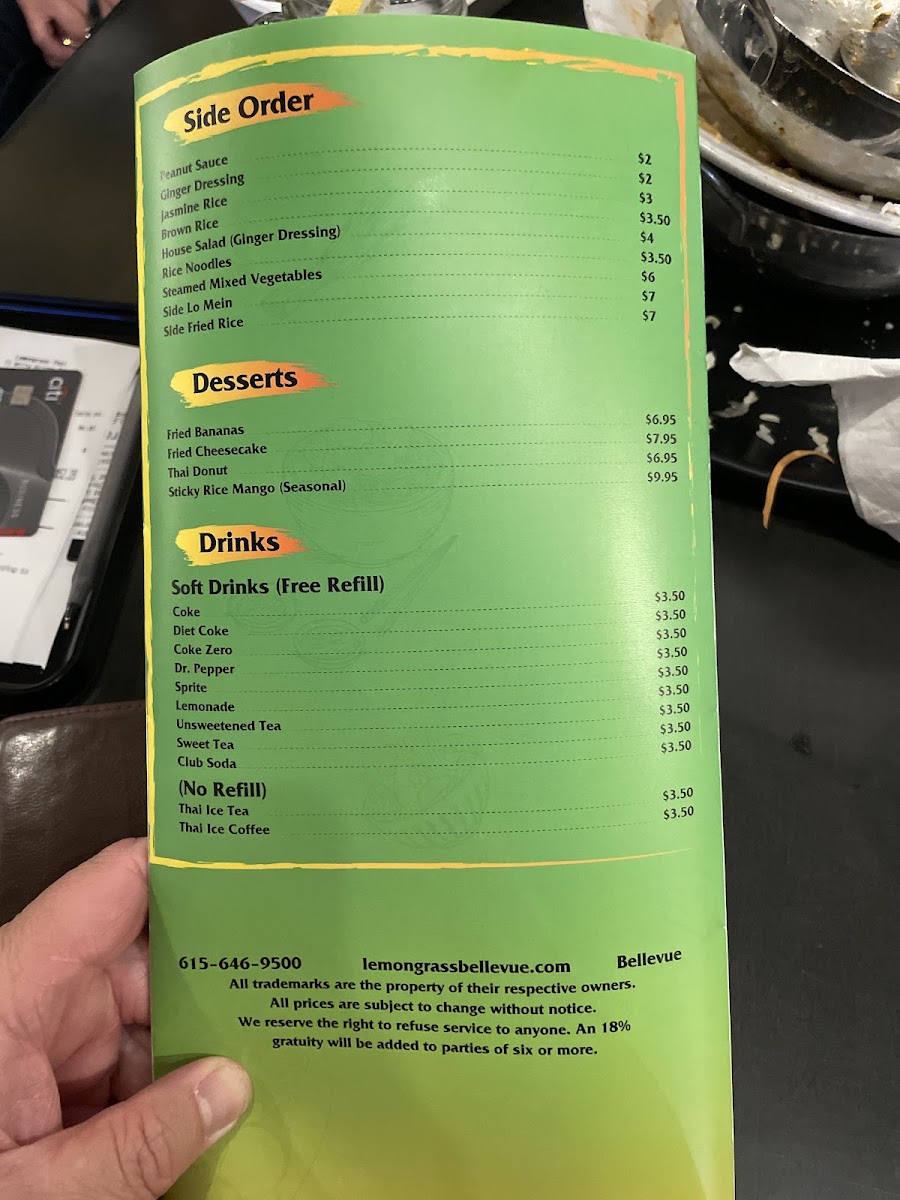 Side Order
Peanut Sauce $2
Ginger Dressing $2
Jasmine Rice $3
Brown Rice $3.50
House Salad (Ginger Dressing) $4
Rice Noodles $3.50
Steamed Mixed Vegetables $6
Side Lo Mein $7
Side Fried Rice $7
Desserts
Fried Bananas $6.95
Fried Cheesecake $7.95
Thai Donut $6.95
Sticky Rice Mango (Seasonal) $9.95
Drinks
Soft Drinks (Free Refill)
Coke $3.50
Diet Coke $3.50
Coke Zero $3.50
Dr. Pepper $3.50
Sprite $3.50
Lemonade $3.50
Unsweetened Tea $3.50
Sweet Tea $3.50
Club Soda $3.50
(No Refill)
Thai Ice Tea $3.50
Thai Ice Coffee $3.50
615-646-9500 lemongrassbellevue.com Bellevue
All trademarks are the property of their respective owners.
All prices are subject to change without notice.
We reserve the right to refuse service to anyone. An 18%
gratuity will be added to parties of six or more.
citi